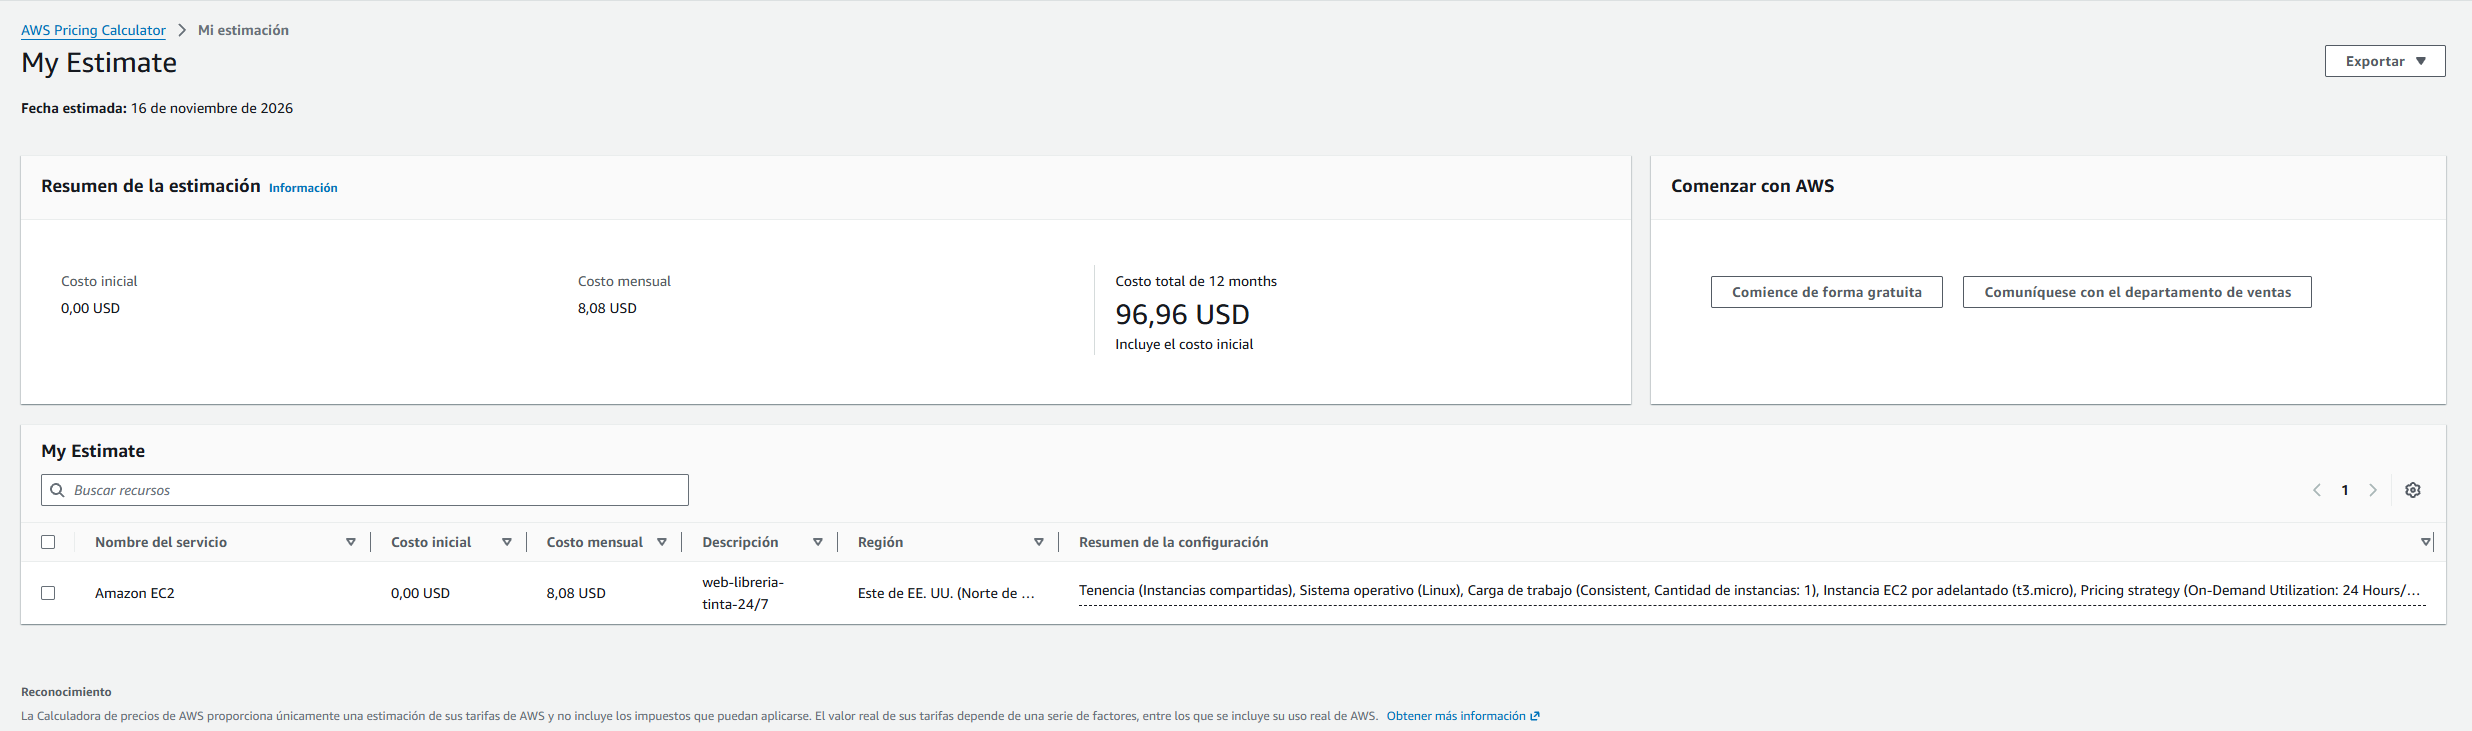 AWS Pricing Calculator > Mi estimación
My Estimate
Exportar
Fecha estimada: 16 de noviembre de 2026
Resumen de la estimación Información
Costo inicial
0,00 USD
Costo mensual
8,08 USD
Costo total de 12 months
96,96 USD
Incluye el costo inicial
Comenzar con AWS
Comience de forma gratuita
Comuníquese con el departamento de ventas
My Estimate
Buscar recursos
1
Nombre del servicio Costo inicial Costo mensual Descripción Región Resumen de la configuración
Amazon EC2 0,00 USD 8,08 USD web-libreria-
tinta-24/7 Este de EE. UU. (Norte de ... Tenencia (Instancias compartidas), Sistema operativo (Linux), Carga de trabajo (Consistent, Cantidad de instancias: 1), Instancia EC2 por adelantado (t3.micro), Pricing strategy (On-Demand Utilization: 24 Hours/...
Reconocimiento
La Calculadora de precios de AWS proporciona únicamente una estimación de sus tarifas de AWS y no incluye los impuestos que puedan aplicarse. El valor real de sus tarifas depende de una serie de factores, entre los que se incluye su uso real de AWS. Obtener más información